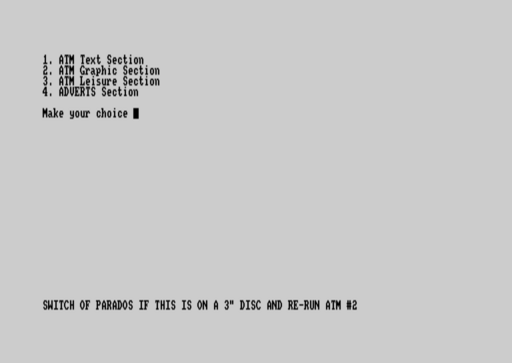 1. ATM Text Section
2. ATM Graphic Section
3. ATM Leisure Section
4. ADVERTS Section
Make your choice
SWITCH OF PARADOS IF THIS IS ON A 3" DISC AND RE-RUN ATM #2